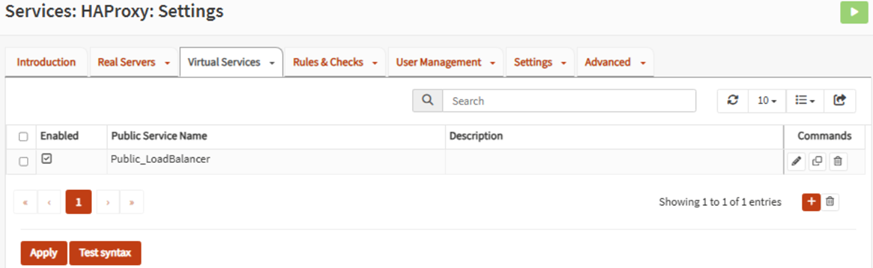 Services: HAProxy: Settings
Introduction Real Servers Virtual Services Rules & Checks User Management Settings Advanced
Search 10
Enabled Public Service Name Description Commands
Public_LoadBalancer
« ‹ 1 › » Showing 1 to 1 of 1 entries
Apply Test syntax